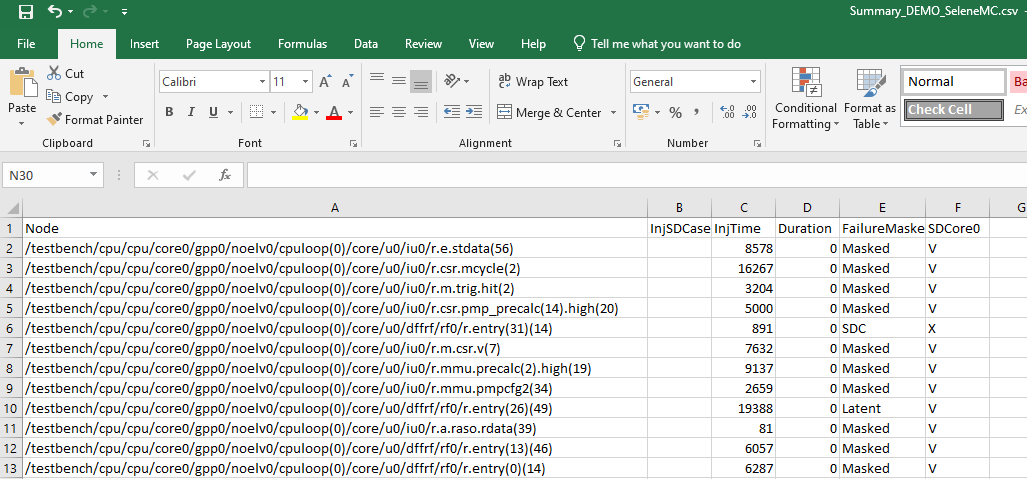 Summary_DEMO_SeleneMC.csv -
File Home Insert Page Layout Formulas Data Review View Help Tell me what you want to do
Cut
Copy
Format Painter
Paste
Clipboard
Calibri 11 A A
B I U A
Font
ab Wrap Text
Merge & Center
Alignment
General
% ,
Number
Conditional Formatting
Format as Table
Normal Ba
Check Cell Ex
N30 fx
A B C D E F G
1 Node InjSDCase InjTime Duration FailureMaske SDCore0
2 /testbench/cpu/cpu/core0/gpp0/noelv0/cpuloop(0)/core/u0/iu0/r.e.stdata(56) 8578 0 Masked V
3 /testbench/cpu/cpu/core0/gpp0/noelv0/cpuloop(0)/core/u0/iu0/r.csr.mcycle(2) 16267 0 Masked V
4 /testbench/cpu/cpu/core0/gpp0/noelv0/cpuloop(0)/core/u0/iu0/r.m.trig.hit(2) 3204 0 Masked V
5 /testbench/cpu/cpu/core0/gpp0/noelv0/cpuloop(0)/core/u0/iu0/r.csr.pmp_precalc(14).high(20) 5000 0 Masked V
6 /testbench/cpu/cpu/core0/gpp0/noelv0/cpuloop(0)/core/u0/dffrf/rf0/r.entry(31)(14) 891 0 SDC X
7 /testbench/cpu/cpu/core0/gpp0/noelv0/cpuloop(0)/core/u0/iu0/r.m.csr.v(7) 7632 0 Masked V
8 /testbench/cpu/cpu/core0/gpp0/noelv0/cpuloop(0)/core/u0/iu0/r.mmu.precalc(2).high(19) 9137 0 Masked V
9 /testbench/cpu/cpu/core0/gpp0/noelv0/cpuloop(0)/core/u0/iu0/r.mmu.pmpcfg2(34) 2659 0 Masked V
10 /testbench/cpu/cpu/core0/gpp0/noelv0/cpuloop(0)/core/u0/dffrf/rf0/r.entry(26)(49) 19388 0 Latent V
11 /testbench/cpu/cpu/core0/gpp0/noelv0/cpuloop(0)/core/u0/iu0/r.a.raso.rdata(39) 81 0 Masked V
12 /testbench/cpu/cpu/core0/gpp0/noelv0/cpuloop(0)/core/u0/dffrf/rf0/r.entry(13)(46) 6057 0 Masked V
13 /testbench/cpu/cpu/core0/gpp0/noelv0/cpuloop(0)/core/u0/dffrf/rf0/r.entry(0)(14) 6287 0 Masked V